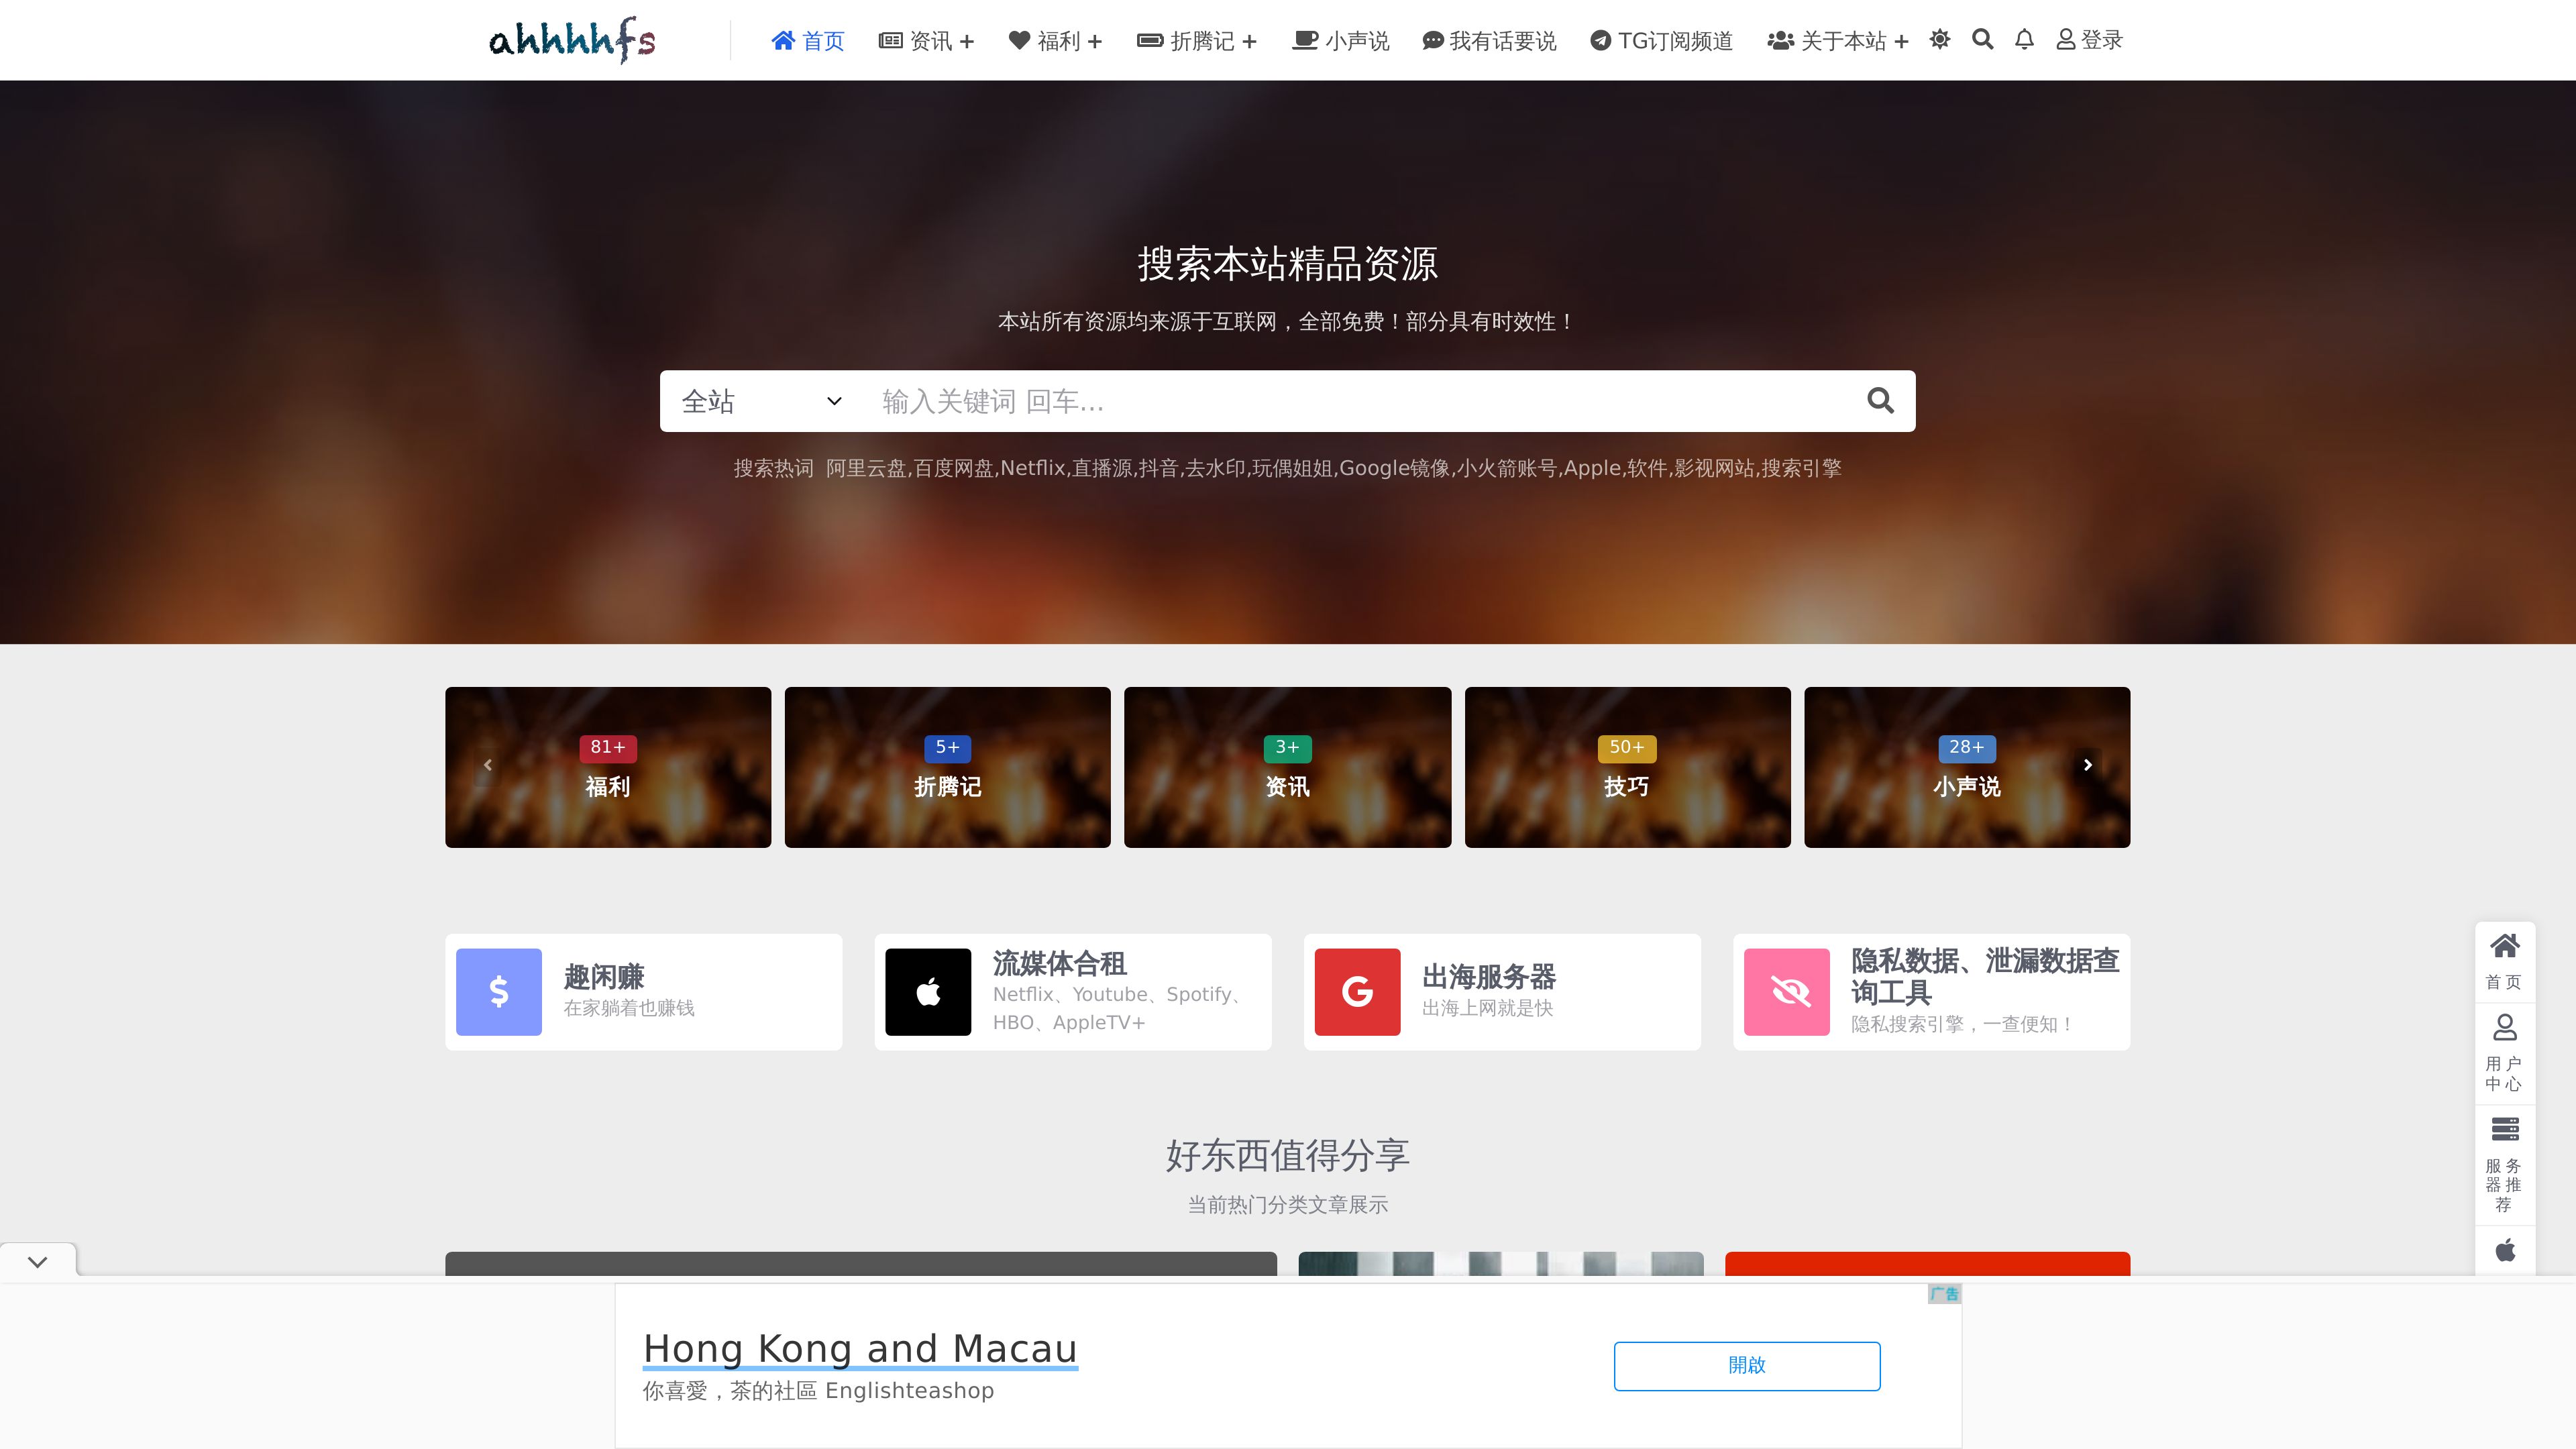 ahhhhfs
首页
资讯 +
福利 +
折腾记 +
小声说
我有话要说
TG订阅频道
关于本站 +
登录
搜索本站精品资源
本站所有资源均来源于互联网，全部免费！部分具有时效性！
全站
输入关键词 回车...
搜索热词 阿里云盘,百度网盘,Netflix,直播源,抖音,去水印,玩偶姐姐,Google镜像,小火箭账号,Apple,软件,影视网站,搜索引擎
81+
福利
5+
折腾记
3+
资讯
50+
技巧
28+
小声说
趣闲赚
在家躺着也赚钱
流媒体合租
Netflix、Youtube、Spotify、
HBO、AppleTV+
出海服务器
出海上网就是快
隐私数据、泄漏数据查
询工具
隐私搜索引擎，一查便知！
首页
用户
中心
服务
器推
荐
好东西值得分享
当前热门分类文章展示
广告
Hong Kong and Macau
你喜愛，茶的社區 Englishteashop
開啟